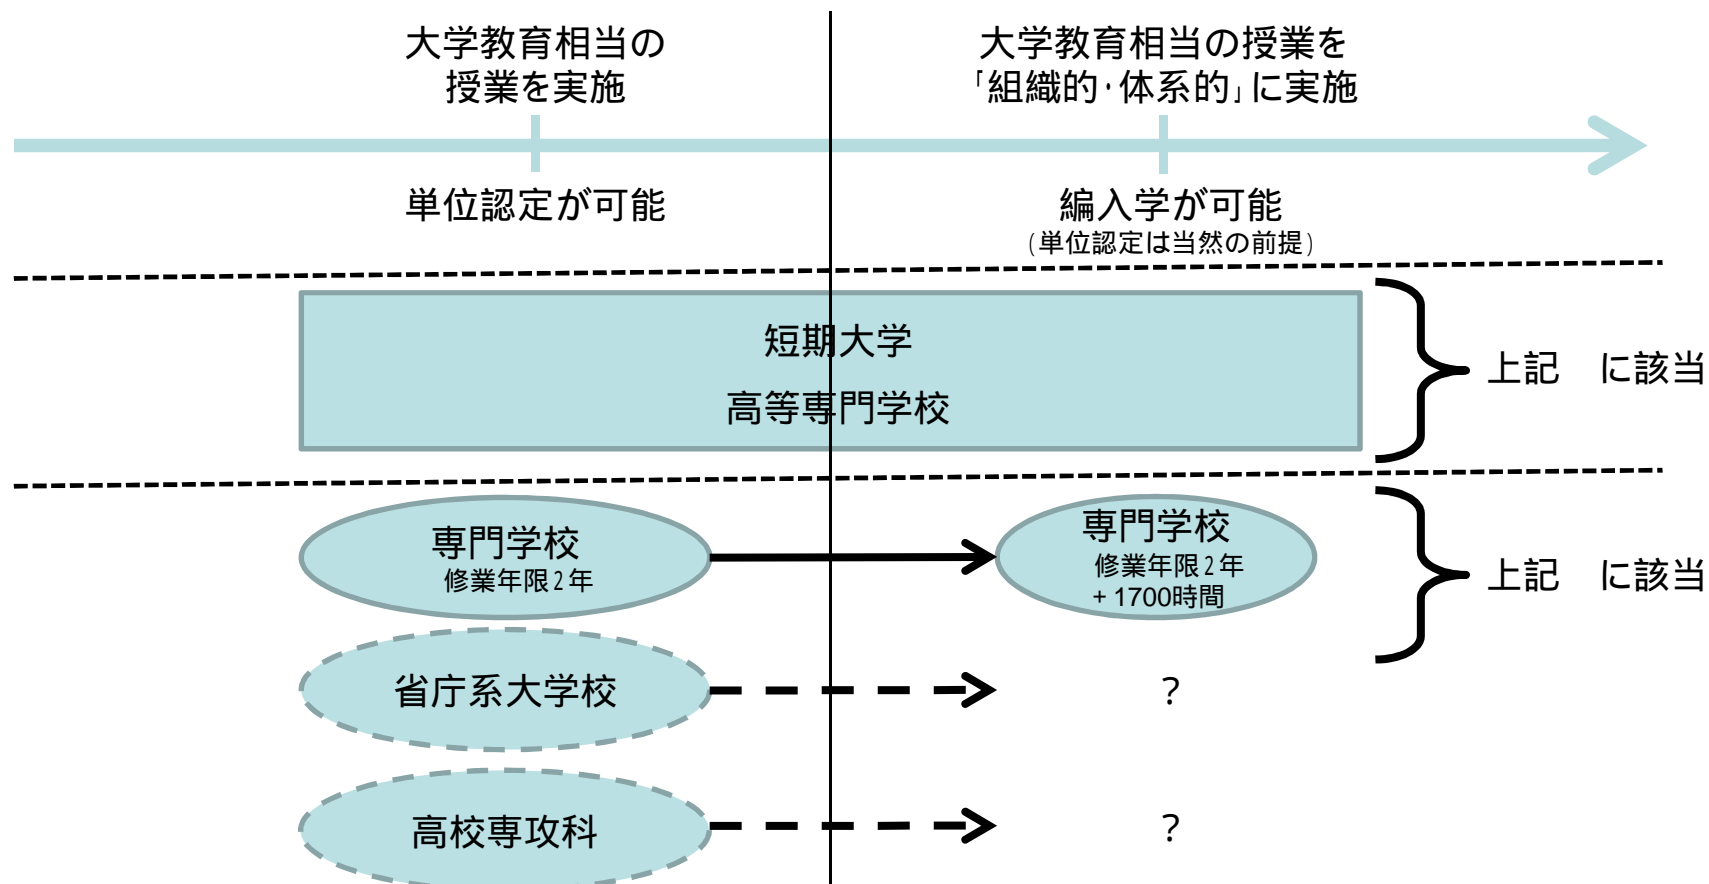 大学教育相当の
授業を実施
大学教育相当の授業を
｢組織的･体系的｣に実施
単位認定が可能
編入学が可能
(単位認定は当然の前提)
短期大学
高等専門学校
上記　に該当
専門学校
修業年限2年
専門学校
修業年限2年
+1700時間
上記　に該当
省庁系大学校
？
高校専攻科
？